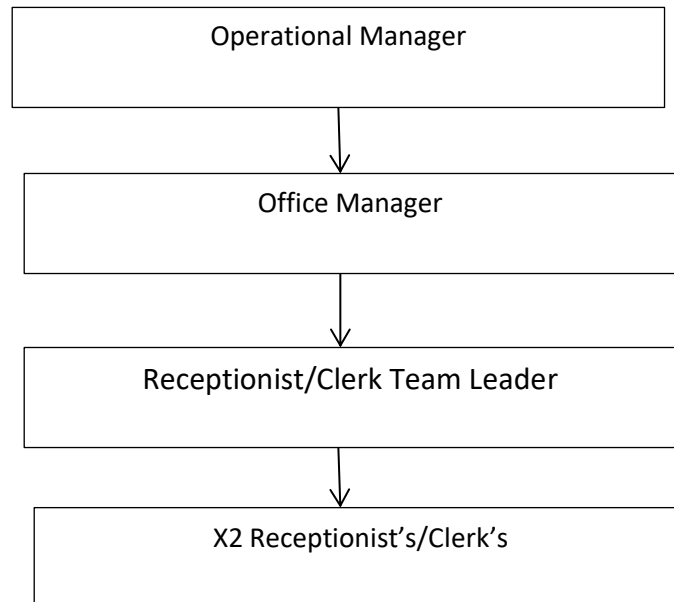 Operational Manager
Office Manager
Receptionist/Clerk Team Leader
X2 Receptionist’s/Clerk’s